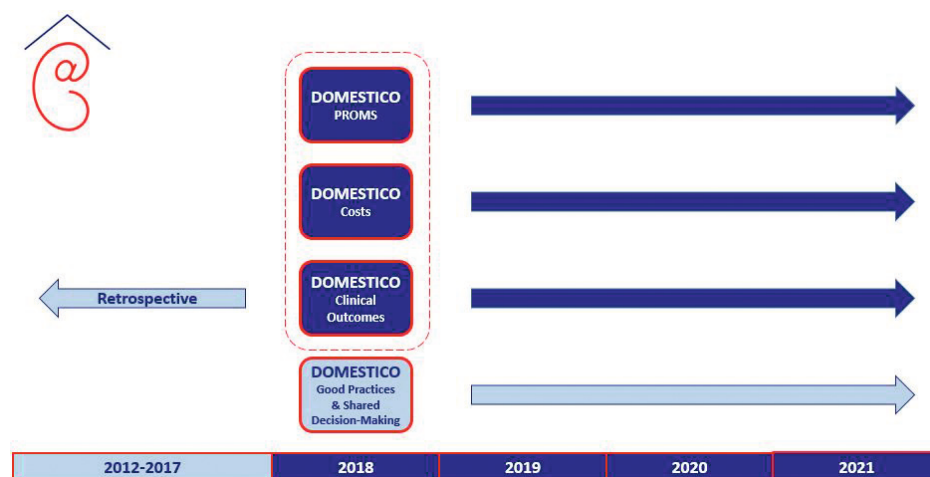 @
DOMESTICO
PROMS
DOMESTICO
Costs
DOMESTICO
Clinical
Outcomes
Retrospective
DOMESTICO
Good Practices
& Shared
Decision-Making
2012-2017 2018 2019 2020 2021